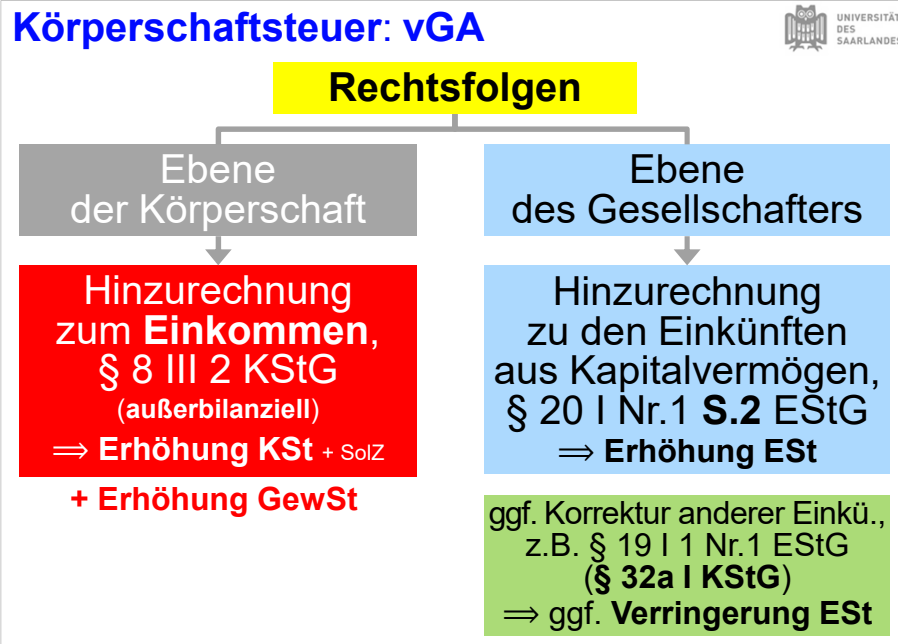 Körperschaftsteuer: vGA
UNIVERSITÄT
DES
SAARLANDES
Rechtsfolgen
Ebene
der Körperschaft
Hinzurechnung
zum Einkommen,
§ 8 III 2 KStG
(außerbilanziell)
⟹ Erhöhung KSt + SolZ
+ Erhöhung GewSt
Ebene
des Gesellschafters
Hinzurechnung
zu den Einkünften
aus Kapitalvermögen,
§ 20 I Nr.1 S.2 EStG
⟹ Erhöhung ESt
ggf. Korrektur anderer Einkü.,
z.B. § 19 I 1 Nr.1 EStG
(§ 32a I KStG)
⟹ ggf. Verringerung ESt